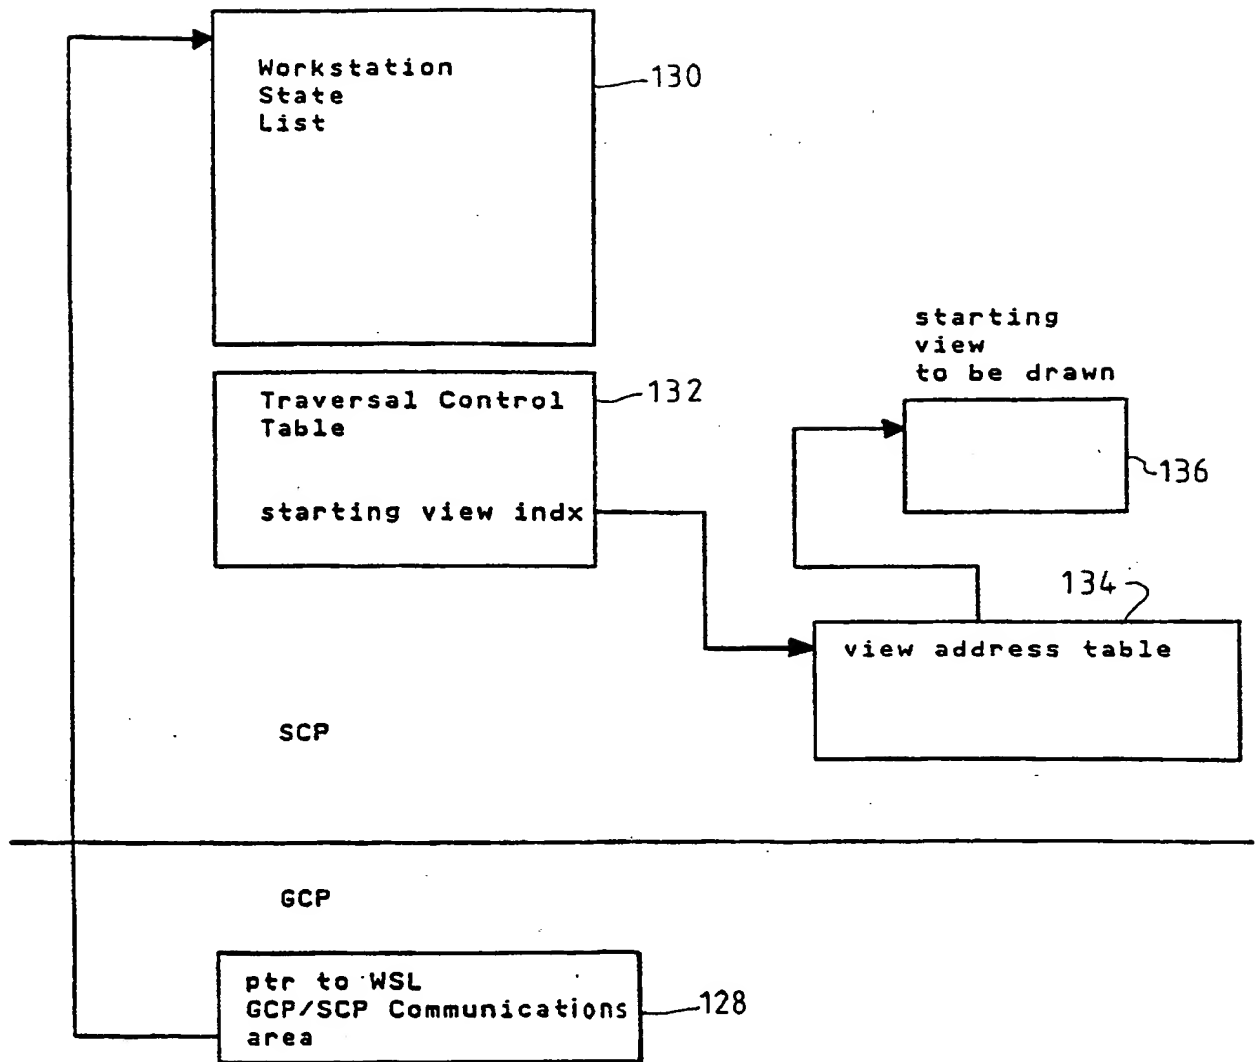 Workstation
State
List
130
Traversal Control
Table
132
starting view indx
starting
view
to be drawn
136
134
view address table
SCP
GCP
ptr to WSL
GCP/SCP Communications
area
128